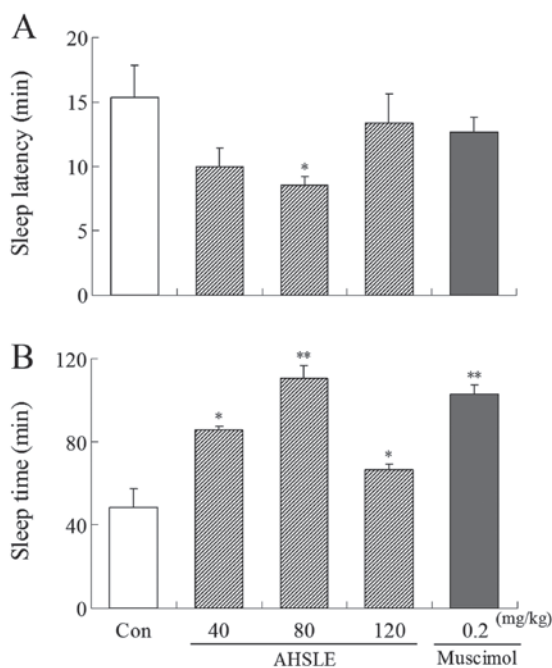 A
Sleep latency (min)
20
15
10
5
0
*
B
Sleep time (min)
120
80
40
0
*
**
*
**
Con 40 80 120 0.2 (mg/kg)
AHSLE Muscimol